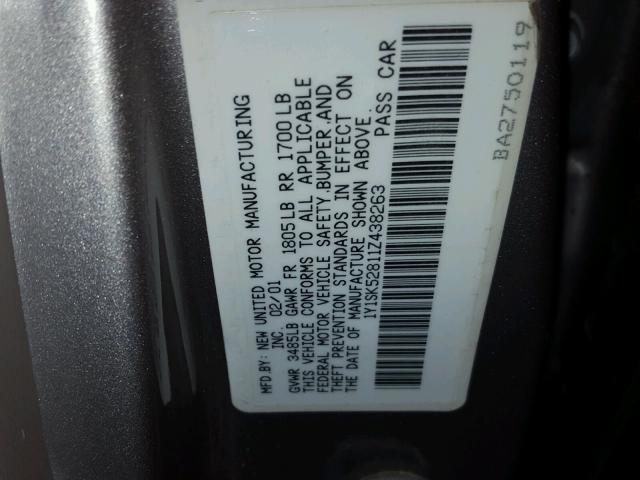 MFD.BY: NEW UNITED MOTOR MANUFACTURING
INC. 02/01
GVWR 3485LB GAWR FR 1805LB RR 1700LB
THIS VEHICLE CONFORMS TO ALL APPLICABLE
FEDERAL MOTOR VEHICLE SAFETY.BUMPER.AND
THEFT PREVENTION STANDARDS IN EFFECT ON
THE DATE OF MANUFACTURE SHOWN ABOVE.
1Y1SK52811Z438263 PASS CAR
BA2750119